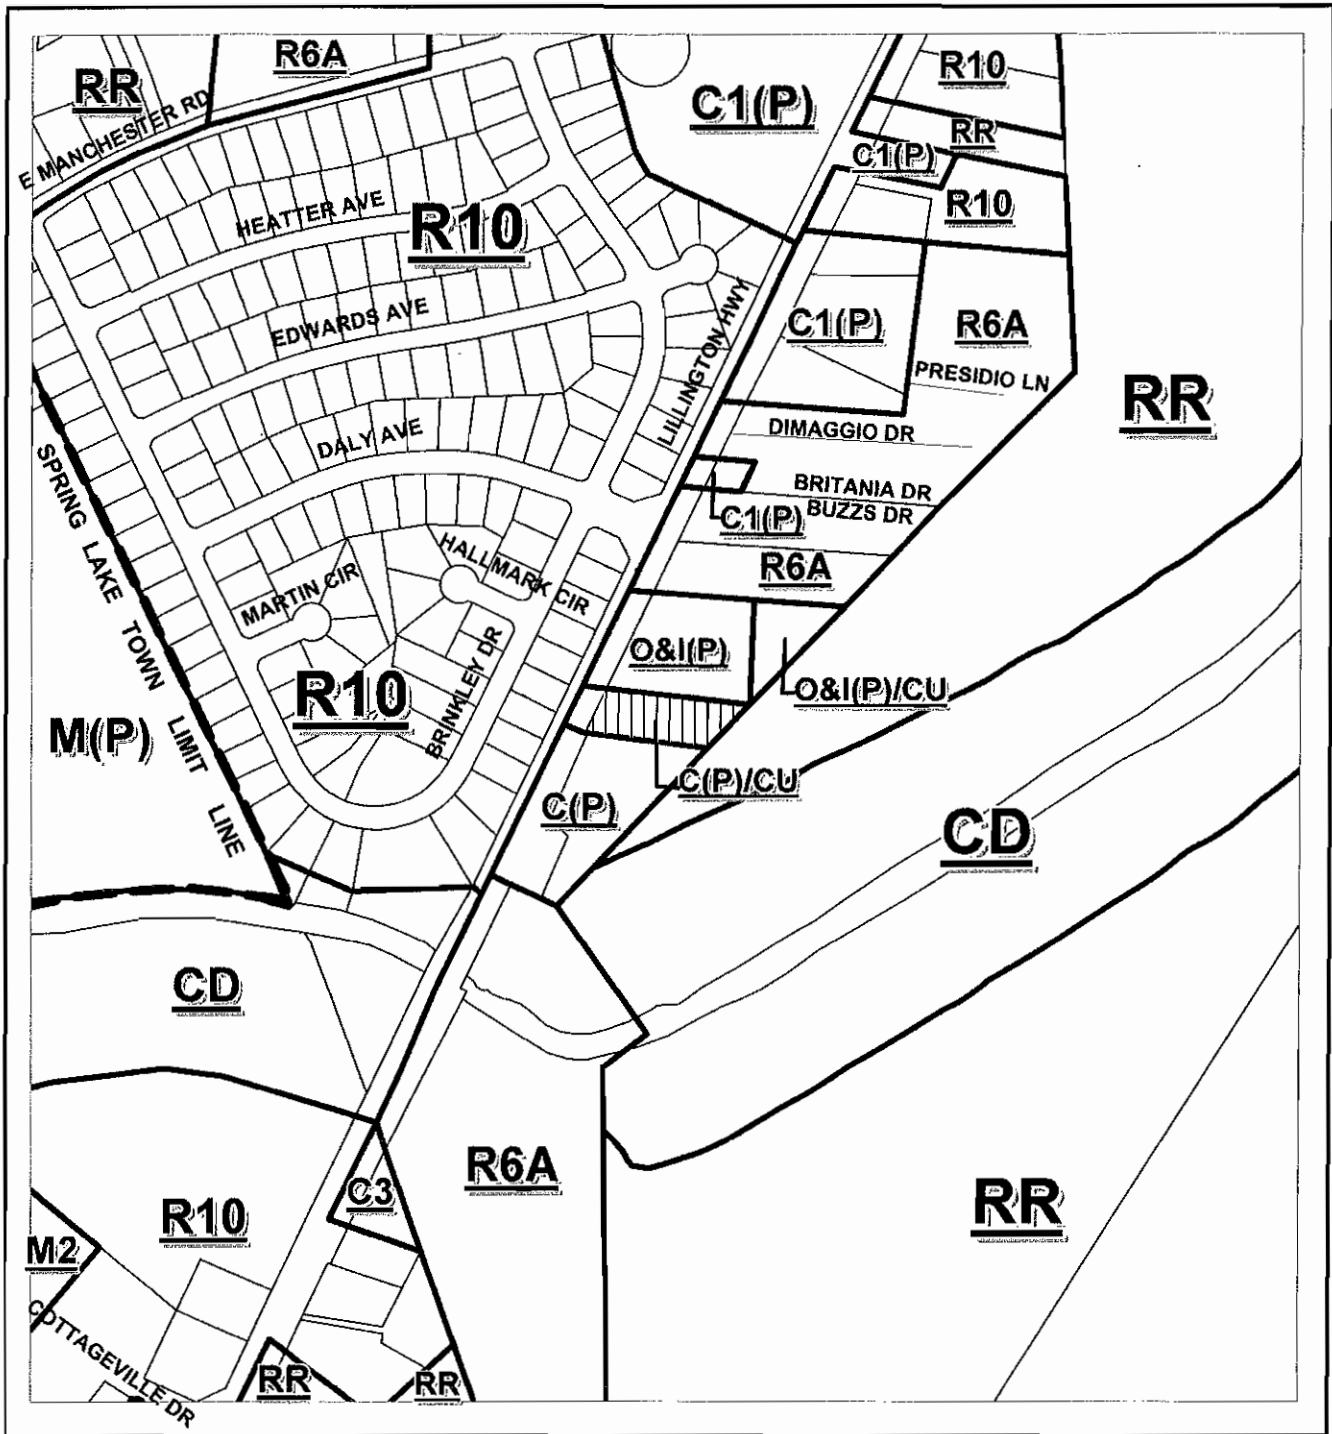 R6A
RR
E MANCHESTER RD
C1(P)
R10
RR
C1(P)
R10
HEATTER AVE
R10
EDWARDS AVE
LILLINGTON HWY
C1(P)
R6A
PRESIDIO LN
RR
DALY AVE
DIMAGGIO DR
SPRING LAKE TOWN LIMIT LINE
BRITANIA DR
BUZZS DR
C1(P)
R6A
HALLMARK CIR
MARTIN CIR
O&I(P)
O&I(P)/CU
R10
BRINKLEY DR
M(P)
C(P)/CU
C(P)
CD
CD
R6A
C3
R10
RR
M2
COTTAGEVILLE DR
RR
RR